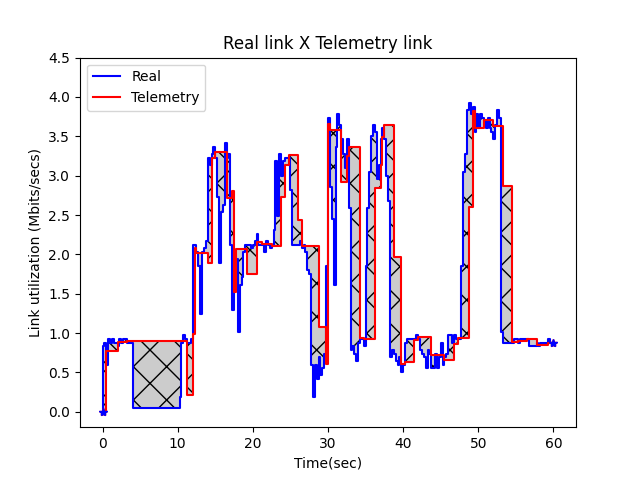 Real link X Telemetry link
Real
Telemetry
Link utilization (Mbits/secs)
4.5
4.0
3.5
3.0
2.5
2.0
1.5
1.0
0.5
0.0
0 10 20 30 40 50 60
Time(sec)